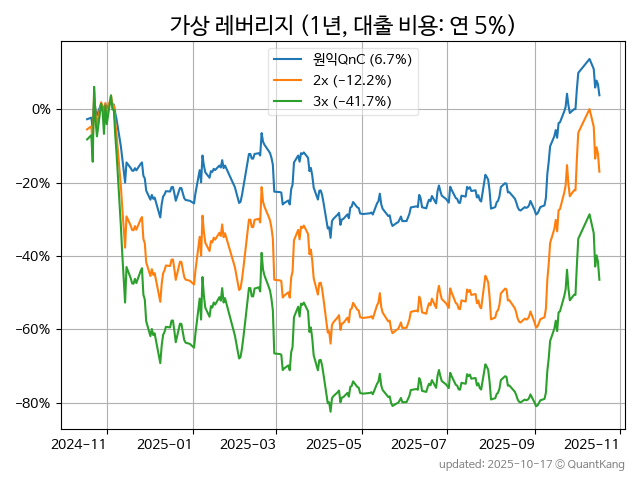 가상 레버리지 (1년, 대출 비용: 연 5%)
원익QnC (6.7%)
2x (−12.2%)
3x (−41.7%)
0%
−20%
−40%
−60%
−80%
2024−11 2025−01 2025−03 2025−05 2025−07 2025−09 2025−11
updated: 2025-10-17 © QuantKang